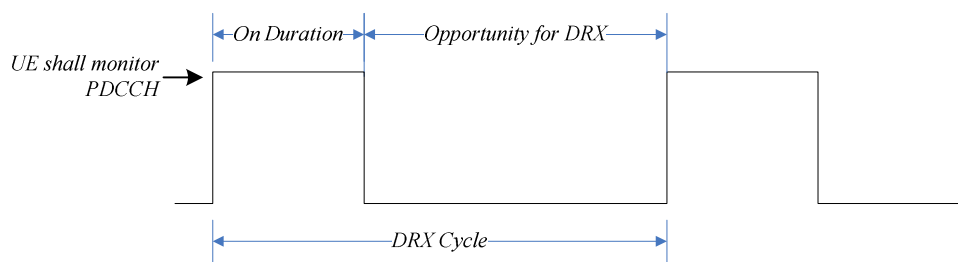 On Duration
Opportunity for DRX
UE shall monitor
PDCCH
DRX Cycle